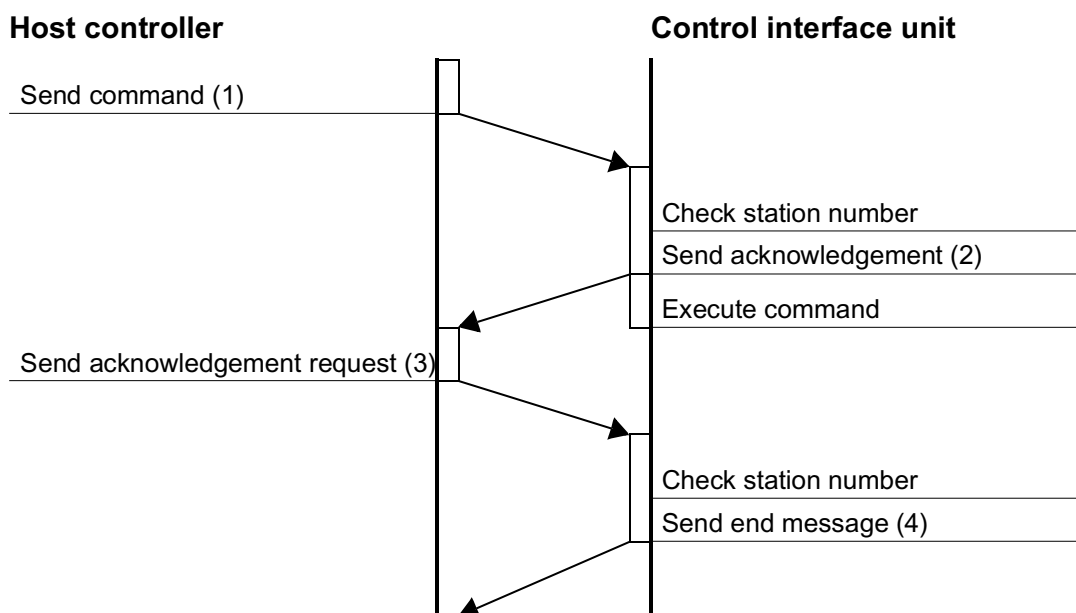 Host controller
Control interface unit
Send command (1)
Check station number
Send acknowledgement (2)
Execute command
Send acknowledgement request (3)
Check station number
Send end message (4)